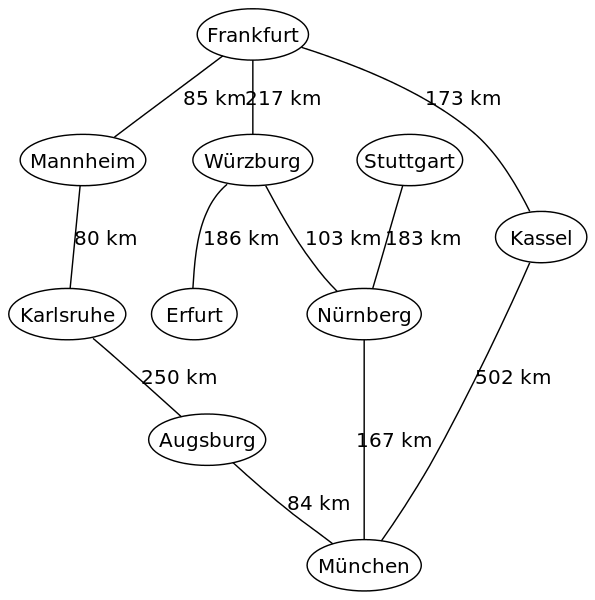 Frankfurt
85 km
217 km
173 km
Mannheim
Würzburg
Stuttgart
Kassel
80 km
186 km
103 km
183 km
Karlsruhe
Erfurt
Nürnberg
250 km
502 km
Augsburg
167 km
84 km
München